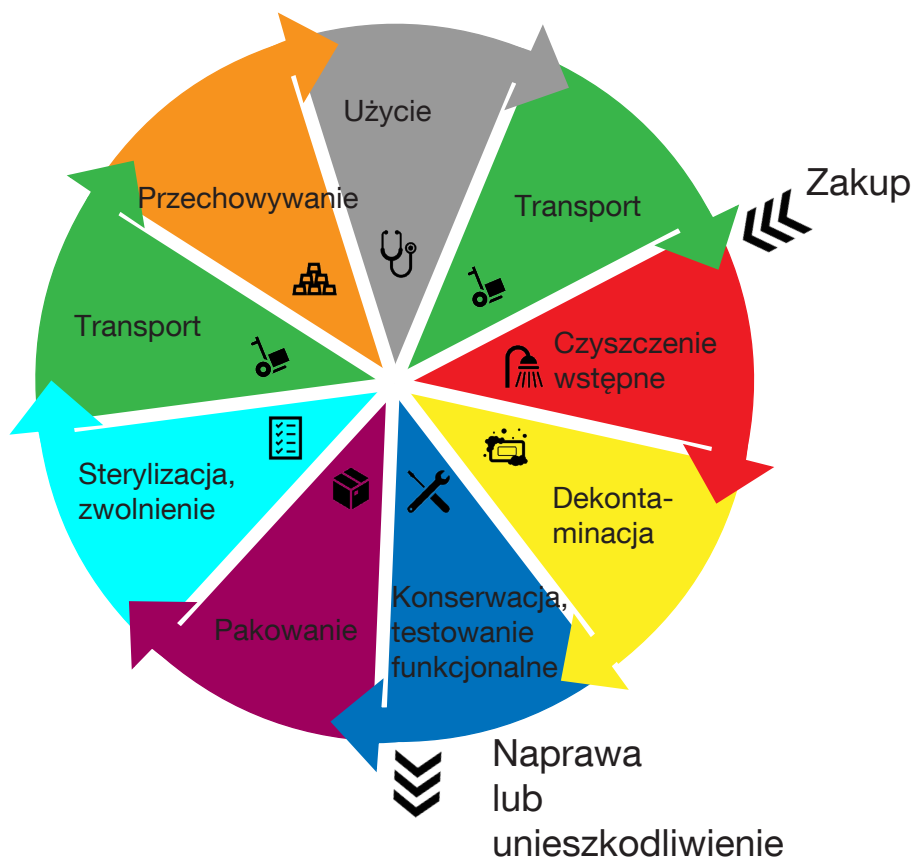 Użycie
Transport
Zakup
Czyszczenie
wstępne
Dekonta-
minacja
Konserwacja,
testowanie
funkcjonalne
Naprawa
lub
unieszkodliwienie
Pakowanie
Sterylizacja,
zwolnienie
Transport
Przechowywanie